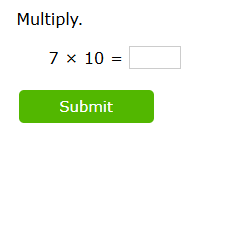 Multiply.
7 × 10 =
Submit